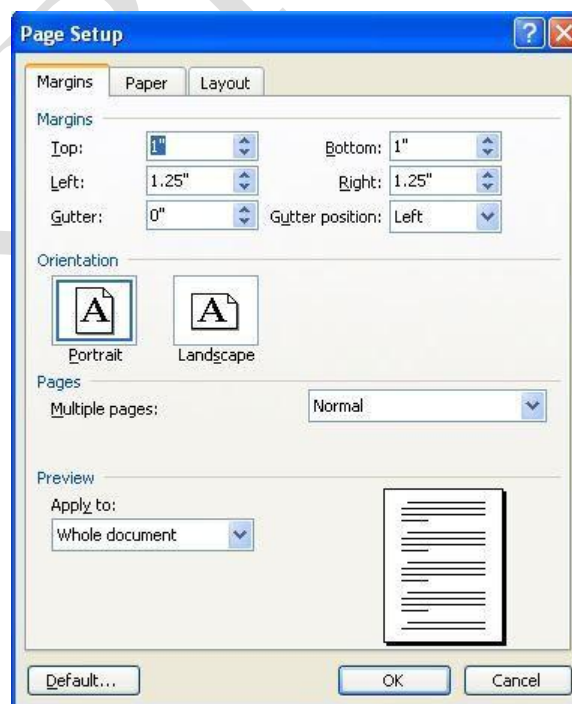 Page Setup
Margins Paper Layout
Margins
Top: 1" Bottom: 1"
Left: 1.25" Right: 1.25"
Gutter: 0" Gutter position: Left
Orientation
A A
Portrait Landscape
Pages
Multiple pages: Normal
Preview
Apply to:
Whole document
Default... OK Cancel